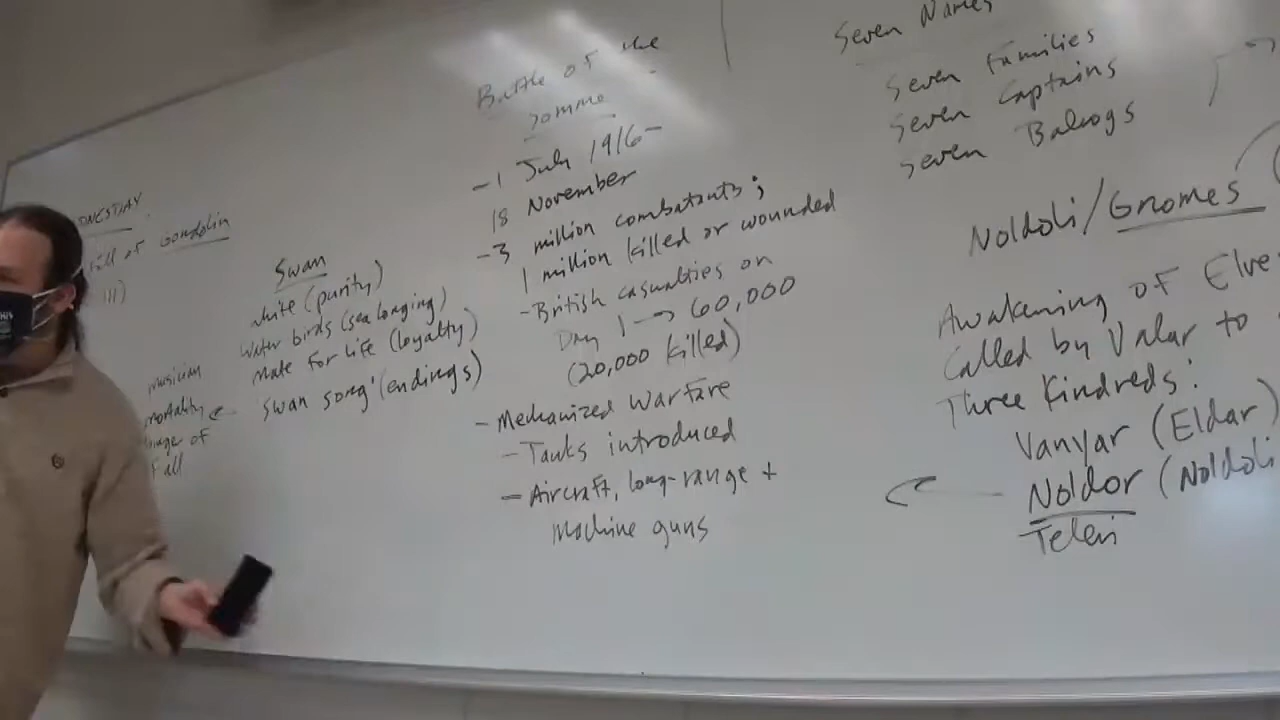 Fall of Gondolin
III)
musician
mortality
image of
Fall
Swan
white (purity)
water birds (sea longing)
mate for life (loyalty)
'swan song' (endings)
Battle of the
Somme
- 1 July 1916 -
18 November
- 3 million combatants;
1 million killed or wounded
- British casualties on
Day 1 → 60,000
(20,000 killed)
- Mechanized Warfare
- Tanks introduced
- Aircraft, long-range +
Machine guns
Seven Names
Seven Families
Seven Captains
Seven Balrogs
Noldoli/Gnomes
Awakening of Elve
Called by Valar to
Three Kindreds:
Vanyar (Eldar)
Noldor (Noldoli
Teleri